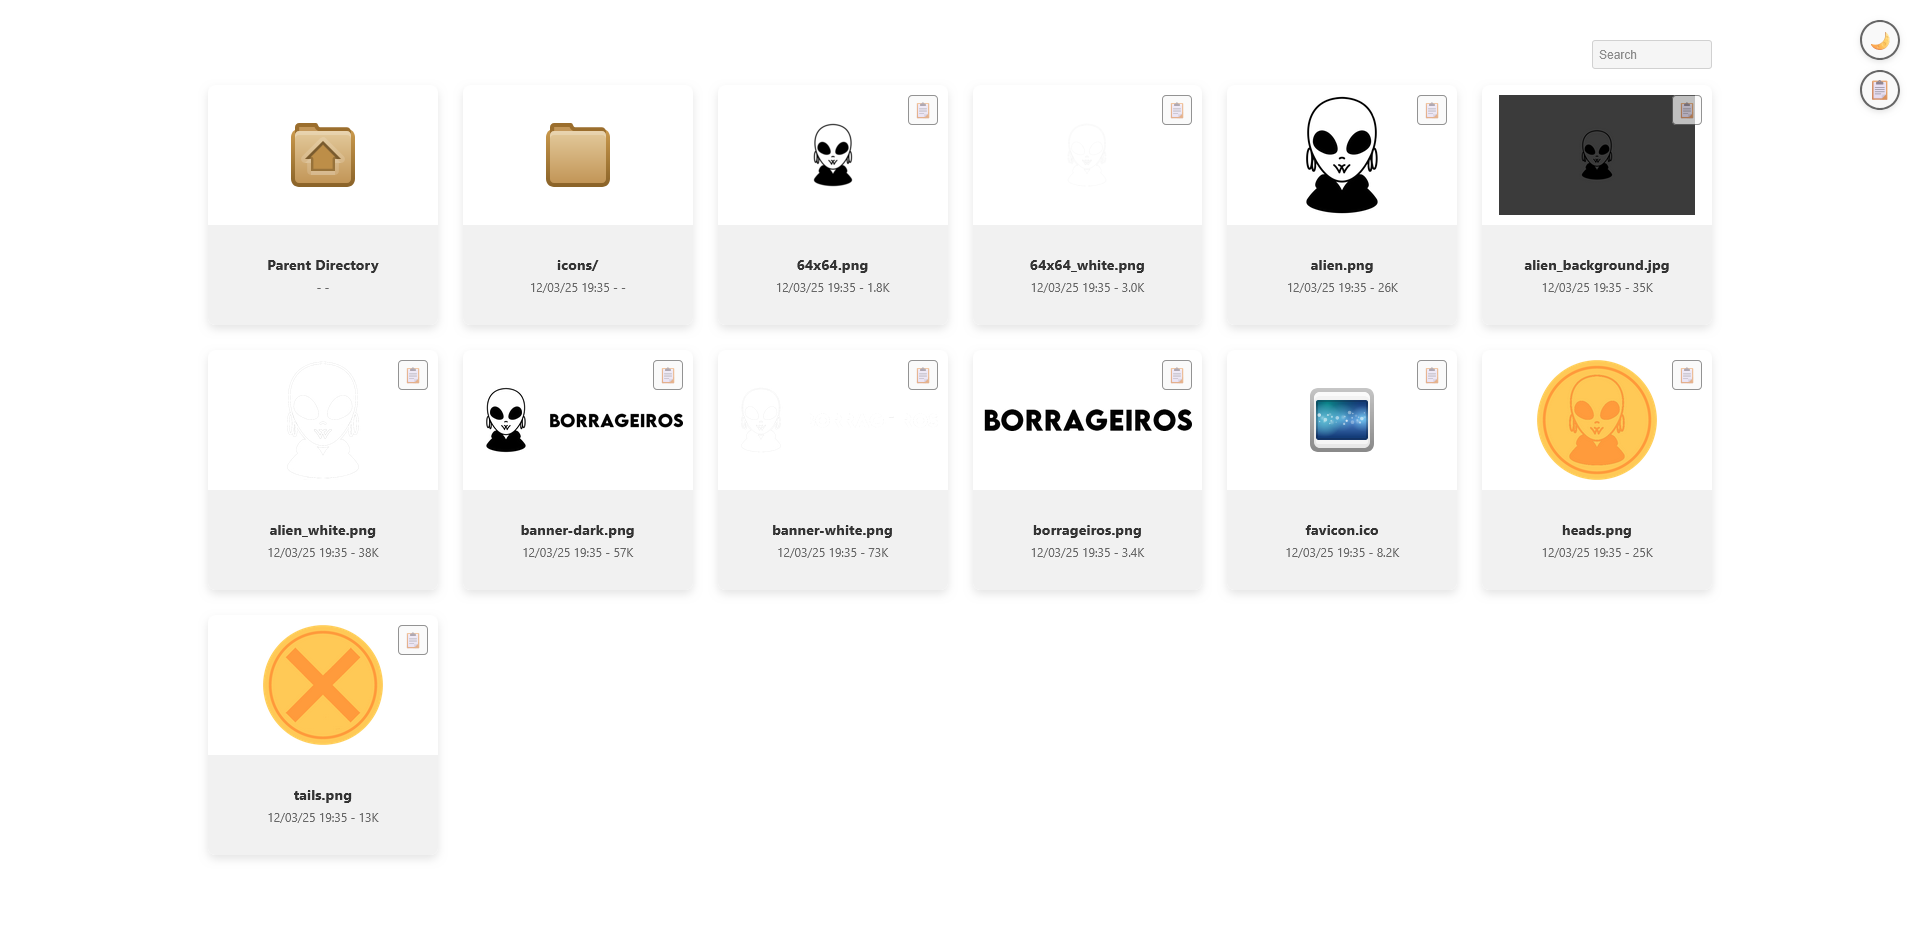 Search
Parent Directory
- -
icons/
12/03/25 19:35 - -
64x64.png
12/03/25 19:35 - 1.8K
64x64_white.png
12/03/25 19:35 - 3.0K
alien.png
12/03/25 19:35 - 26K
alien_background.jpg
12/03/25 19:35 - 35K
alien_white.png
12/03/25 19:35 - 38K
BORRAGEIROS
banner-dark.png
12/03/25 19:35 - 57K
banner-white.png
12/03/25 19:35 - 73K
BORRAGEIROS
borrageiros.png
12/03/25 19:35 - 3.4K
favicon.ico
12/03/25 19:35 - 8.2K
heads.png
12/03/25 19:35 - 25K
tails.png
12/03/25 19:35 - 13K